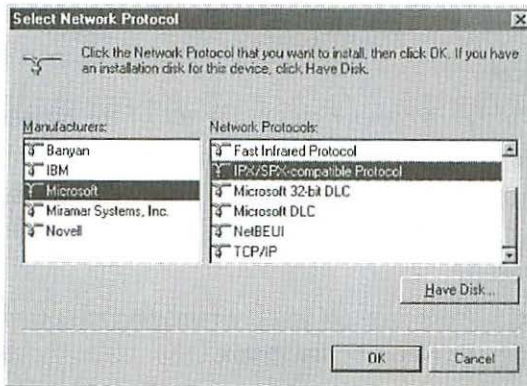 Select Network Protocol
Click the Network Protocol that you want to install, then click OK. If you have
an installation disk for this device, click Have Disk.
Manufacturers:
Banyan
IBM
Microsoft
Miramar Systems, Inc.
Novell
Network Protocols:
Fast Infrared Protocol
IPX/SPX-compatible Protocol
Microsoft 32-bit DLC
Microsoft DLC
NetBEUI
TCP/IP
Have Disk...
OK
Cancel